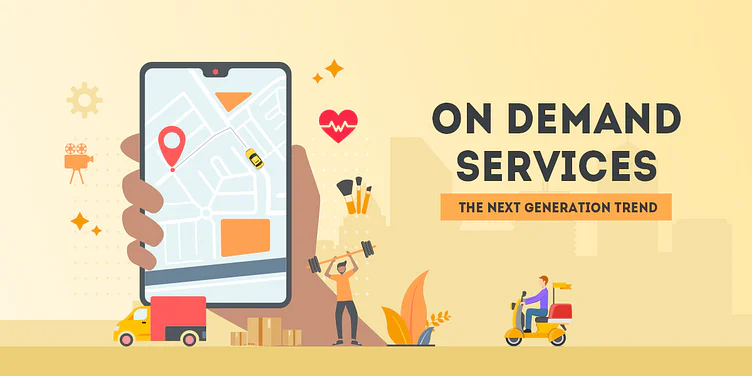 ON DEMAND
SERVICES
THE NEXT GENERATION TREND